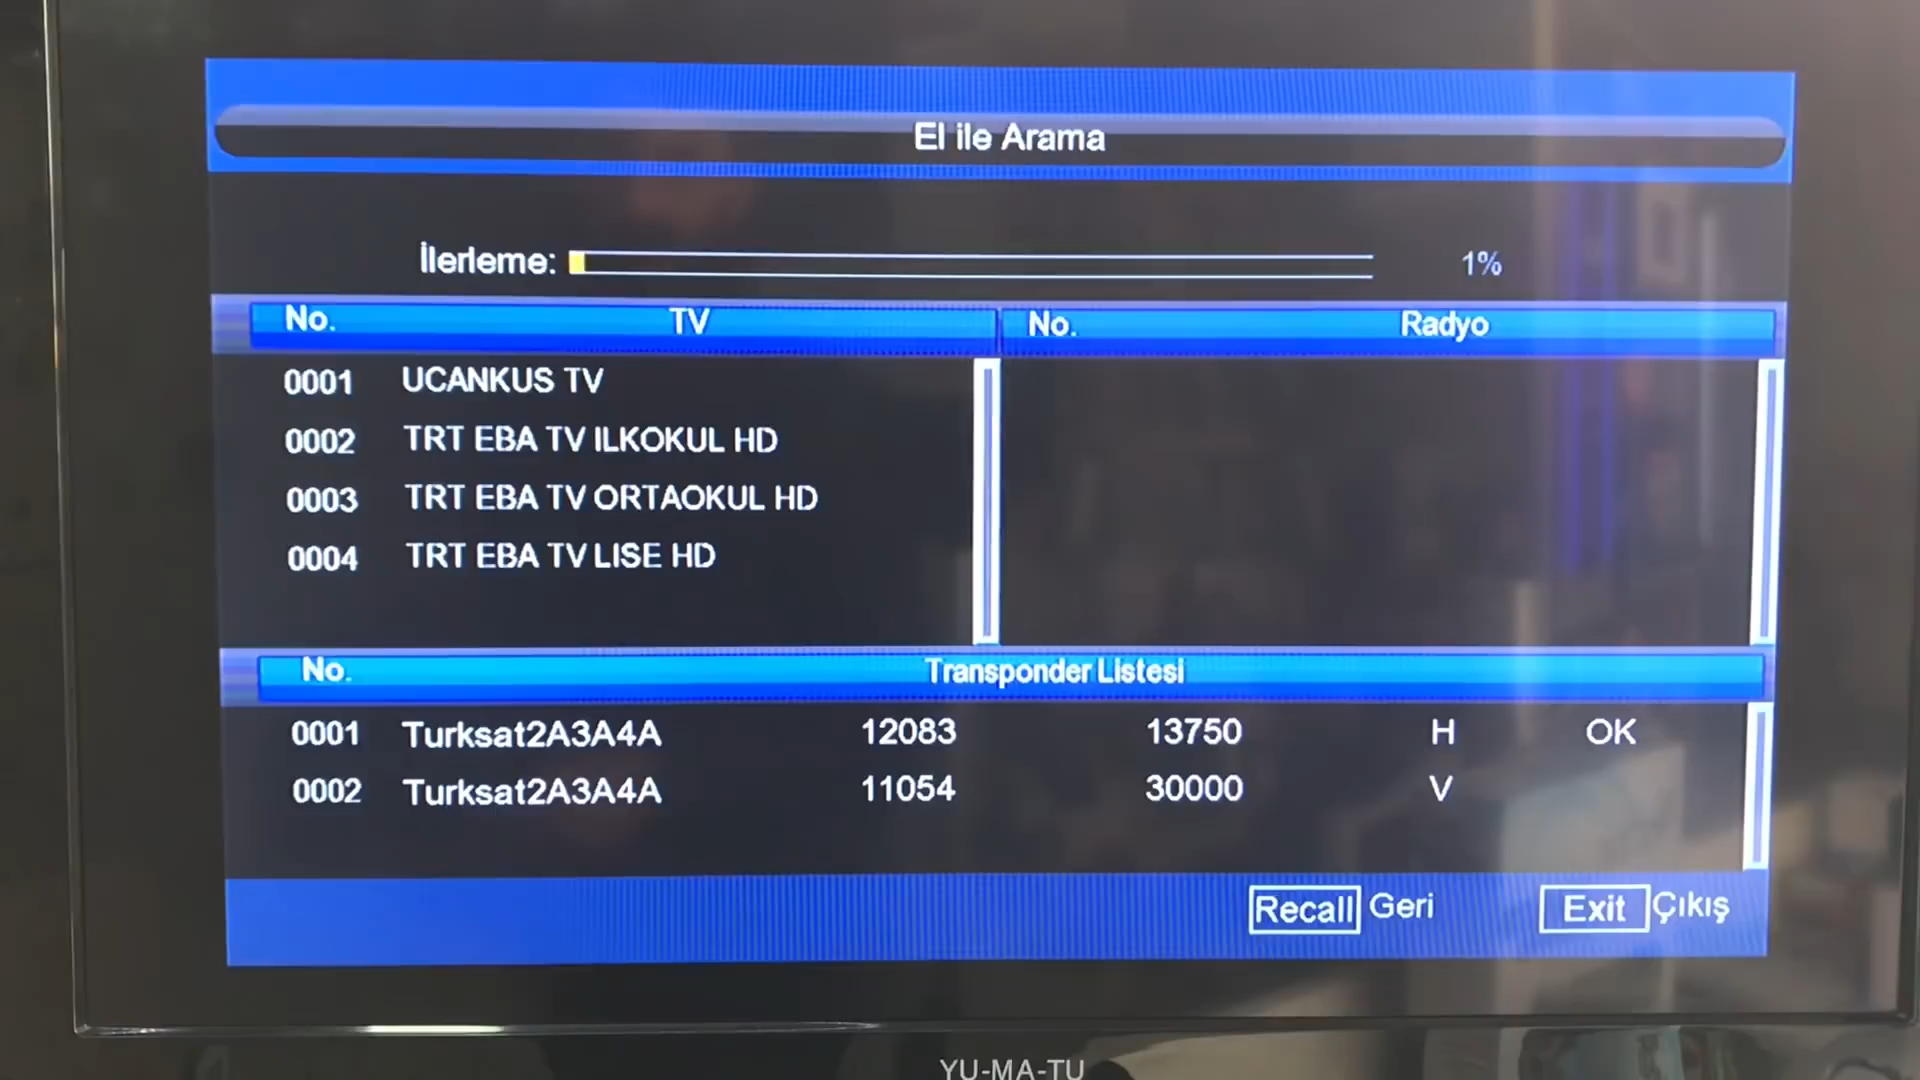 El ile Arama
İlerleme: 1%
No. TV No. Radyo
0001 UCANKUS TV
0002 TRT EBA TV ILKOKUL HD
0003 TRT EBA TV ORTAOKUL HD
0004 TRT EBA TV LISE HD
No. Transponder Listesi
0001 Turksat2A3A4A 12083 13750 H OK
0002 Turksat2A3A4A 11054 30000 V
Recall Geri Exit Çıkış
YU-MA-TU